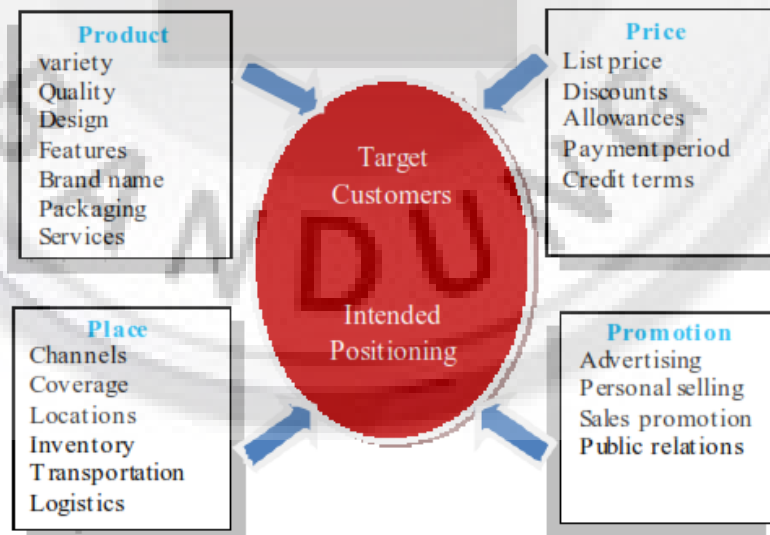 Product
variety
Quality
Design
Features
Brand name
Packaging
Services
Price
List price
Discounts
Allowances
Payment period
Credit terms
Target
Customers
Intended
Positioning
Place
Channels
Coverage
Locations
Inventory
Transportation
Logistics
Promotion
Advertising
Personal selling
Sales promotion
Public relations